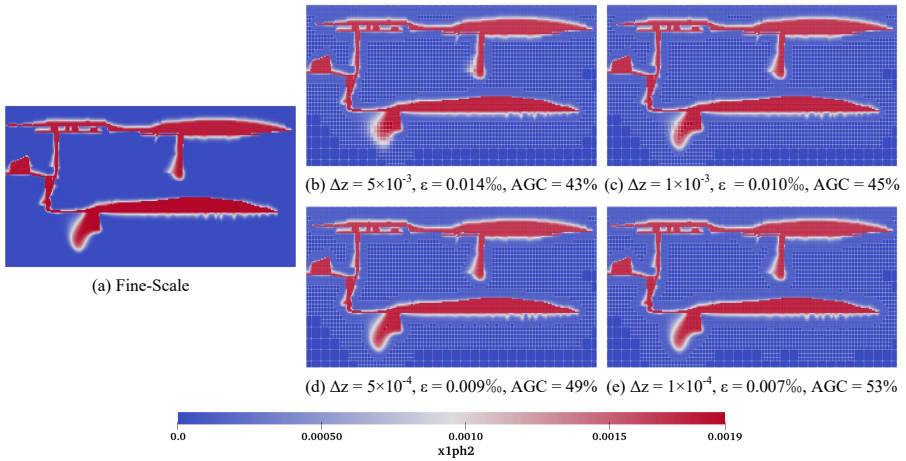 (a) Fine-Scale
(b) Δz = 5×10⁻³, ε = 0.014‰, AGC = 43%
(c) Δz = 1×10⁻³, ε = 0.010‰, AGC = 45%
(d) Δz = 5×10⁻⁴, ε = 0.009‰, AGC = 49%
(e) Δz = 1×10⁻⁴, ε = 0.007‰, AGC = 53%
0.0 0.00050 0.0010 0.0015 0.0019
x1ph2